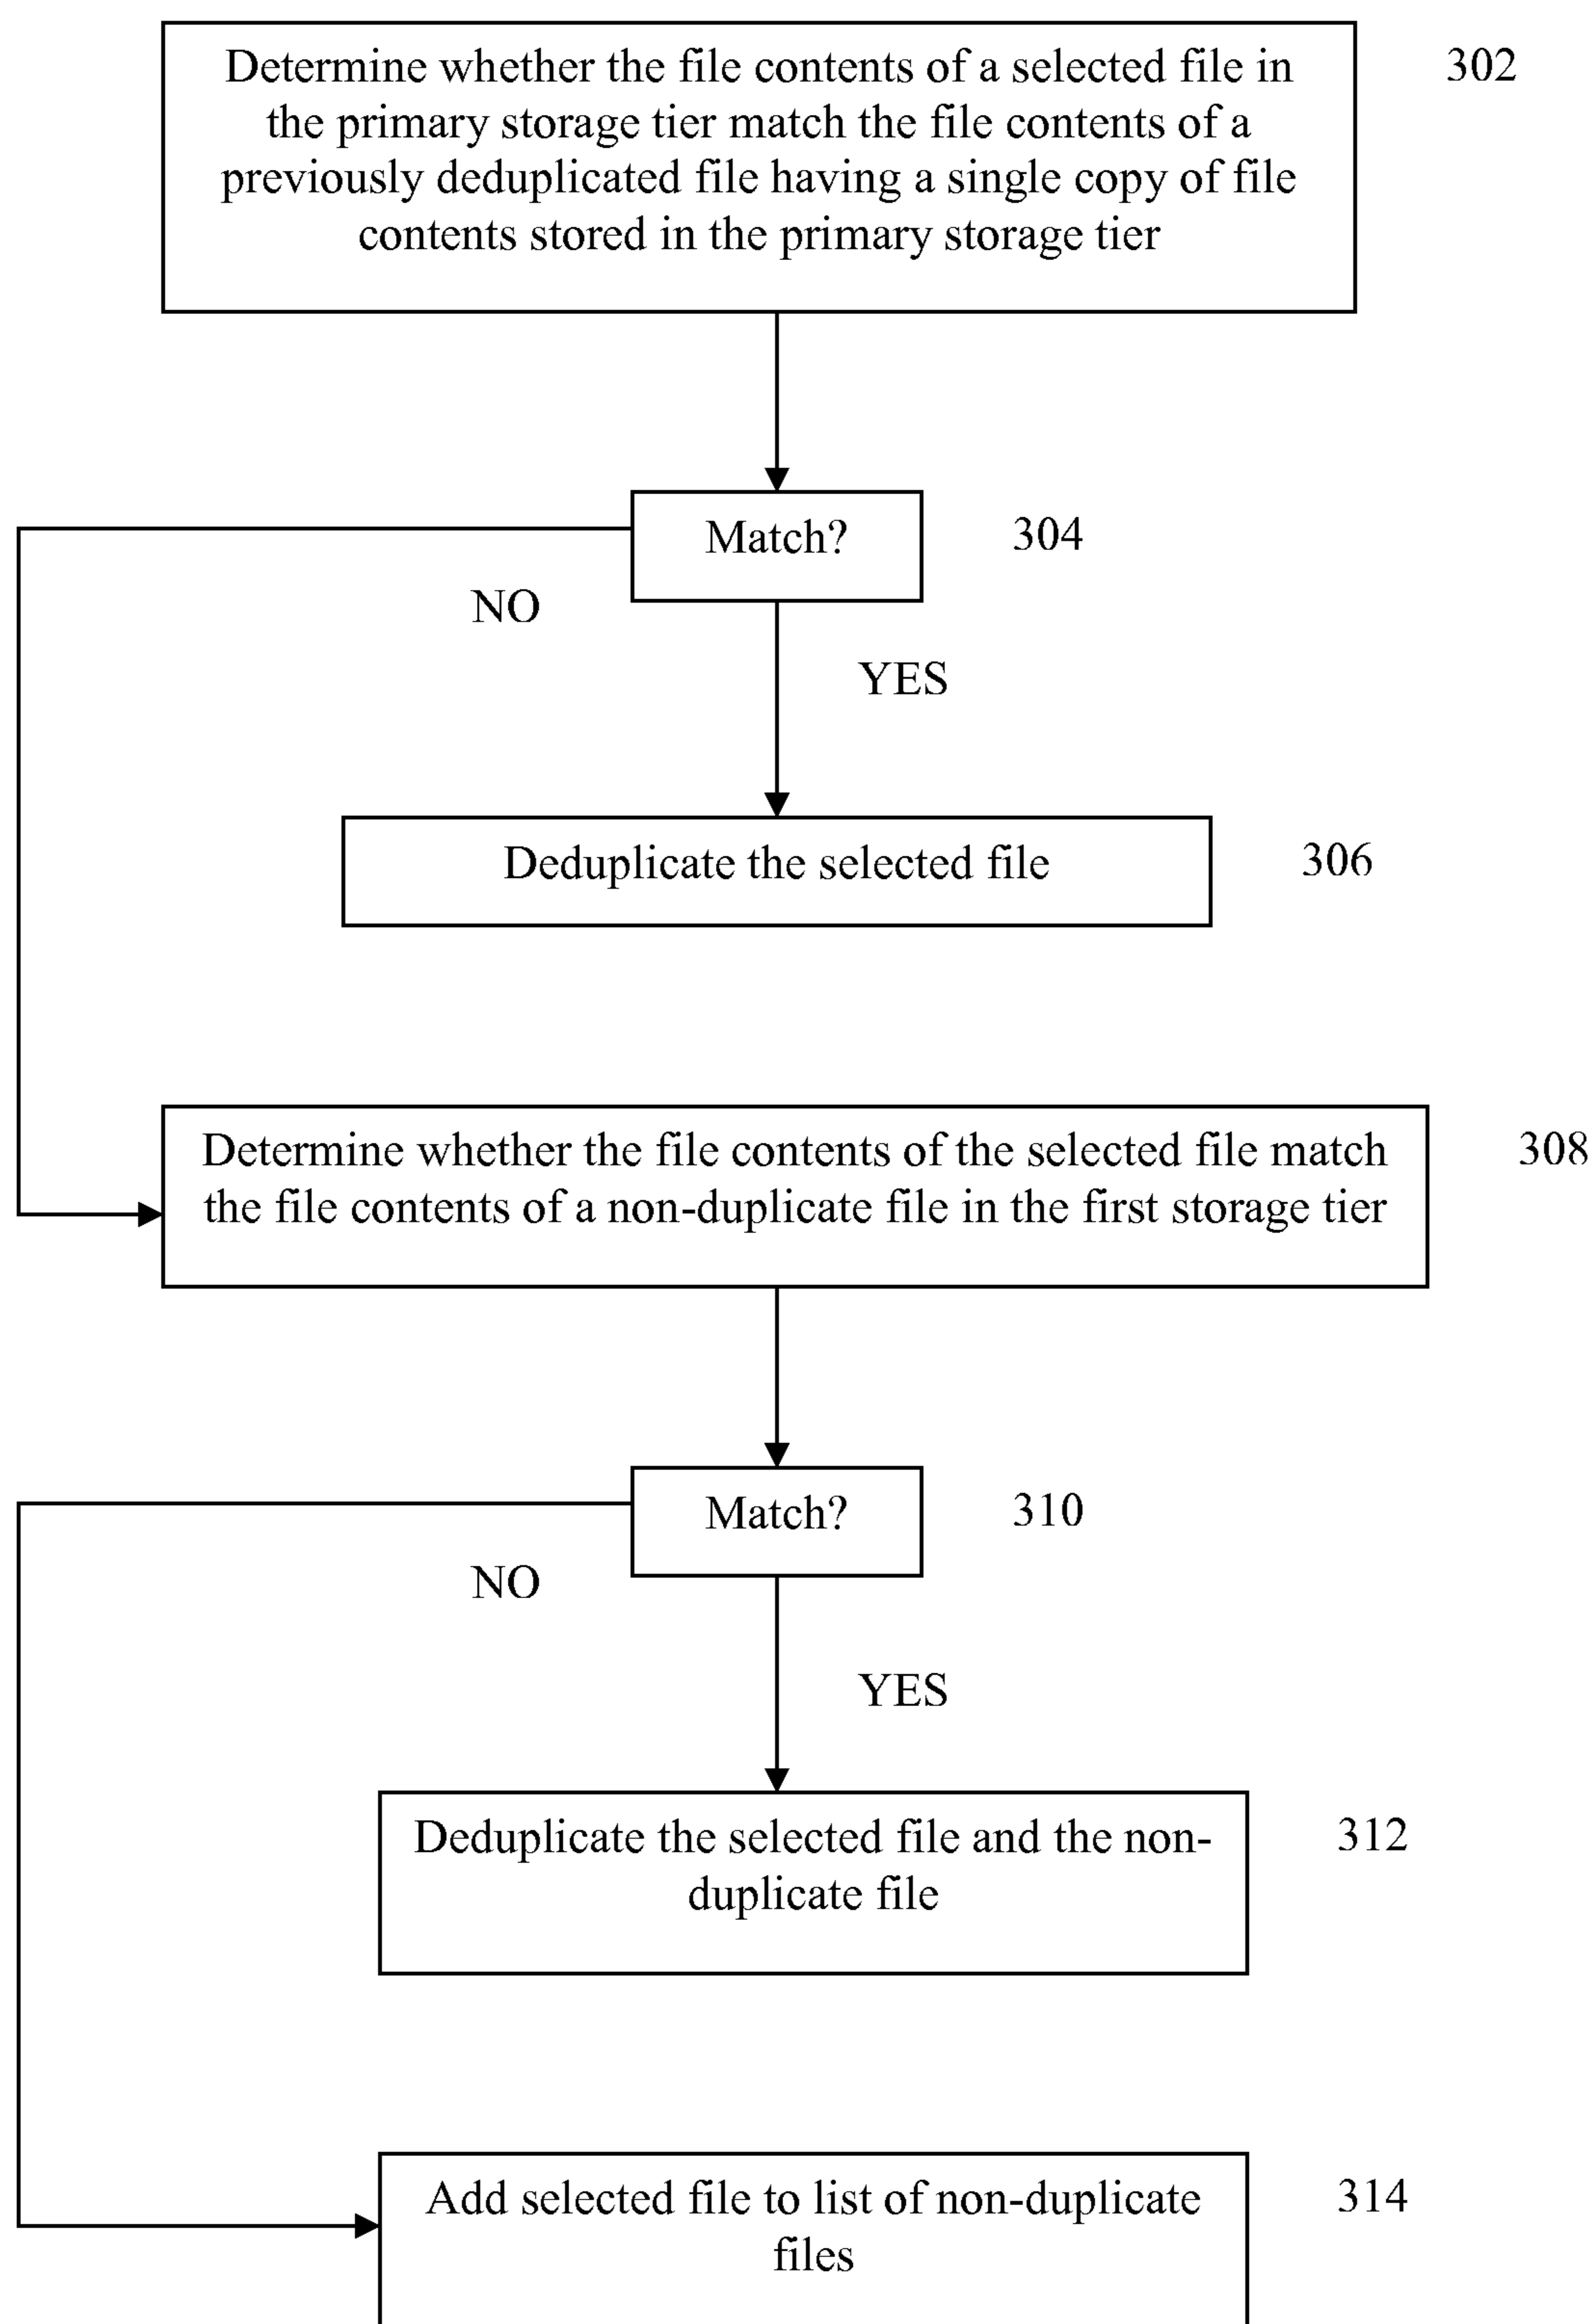 Determine whether the file contents of a selected file in
the primary storage tier match the file contents of a
previously deduplicated file having a single copy of file
contents stored in the primary storage tier
302
Match?
304
NO
YES
Deduplicate the selected file
306
Determine whether the file contents of the selected file match
the file contents of a non-duplicate file in the first storage tier
308
Match?
310
NO
YES
Deduplicate the selected file and the non-
duplicate file
312
Add selected file to list of non-duplicate
files
314